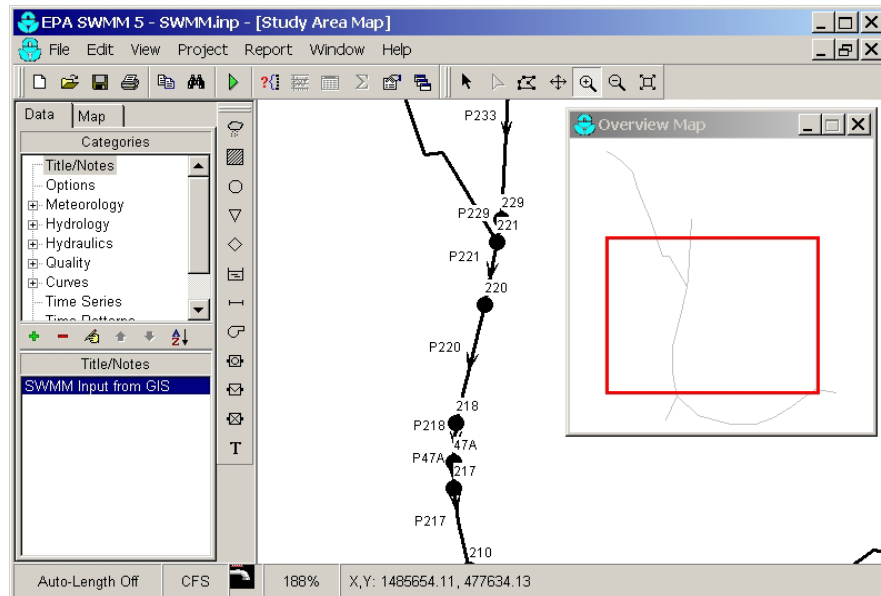 EPA SWMM 5 - SWMM.inp - [Study Area Map]
File Edit View Project Report Window Help
Data Map
Categories
Title/Notes
Options
Meteorology
Hydrology
Hydraulics
Quality
Curves
Time Series
Time Patterns
Title/Notes
SWMM Input from GIS
T
P233
229
P229
221
P221
220
P220
218
P218
47A
P47A
217
P217
210
Overview Map
Auto-Length Off CFS 188% X,Y: 1485654.11, 477634.13